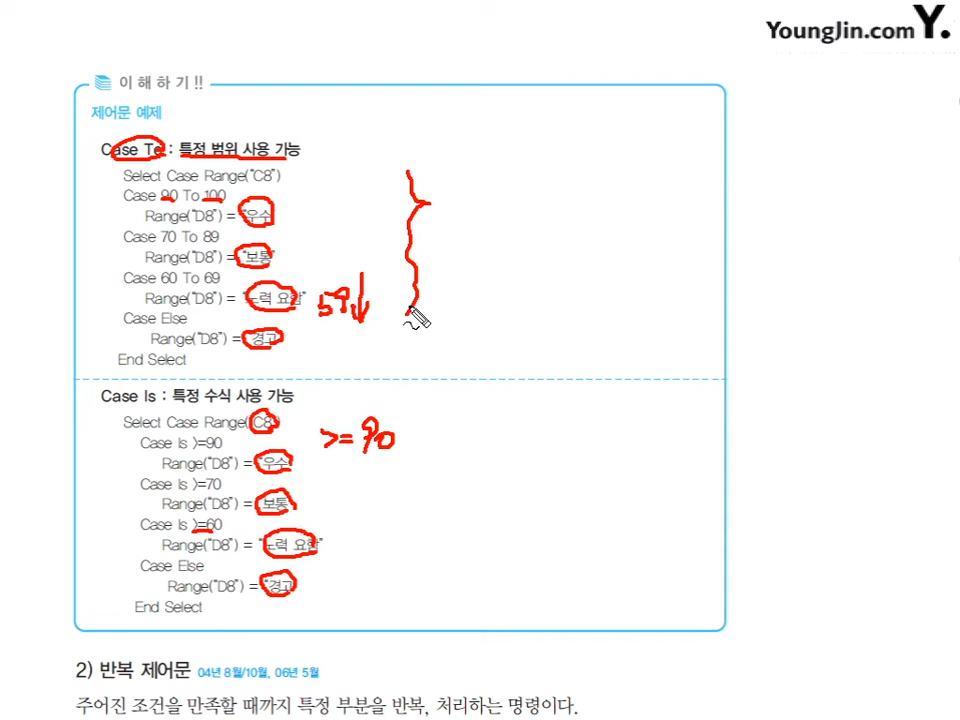 YoungJin.com Y.
이 해 하 기 !!
제어문 예제
Case To : 특정 범위 사용 가능
Select Case Range("C8")
Case 90 To 100
Range("D8") = "우수"
Case 70 To 89
Range("D8") = "보통"
Case 60 To 69
Range("D8") = "노력 요함"
59↓
Case Else
Range("D8") = "경고"
End Select
Case Is : 특정 수식 사용 가능
Select Case Range("C8")
>= 90
Case Is >=90
Range("D8") = "우수"
Case Is >=70
Range("D8") = "보통"
Case Is >=60
Range("D8") = "노력 요함"
Case Else
Range("D8") = "경고"
End Select
2) 반복 제어문 04년 8월/10월, 06년 5월
주어진 조건을 만족할 때까지 특정 부분을 반복, 처리하는 명령이다.